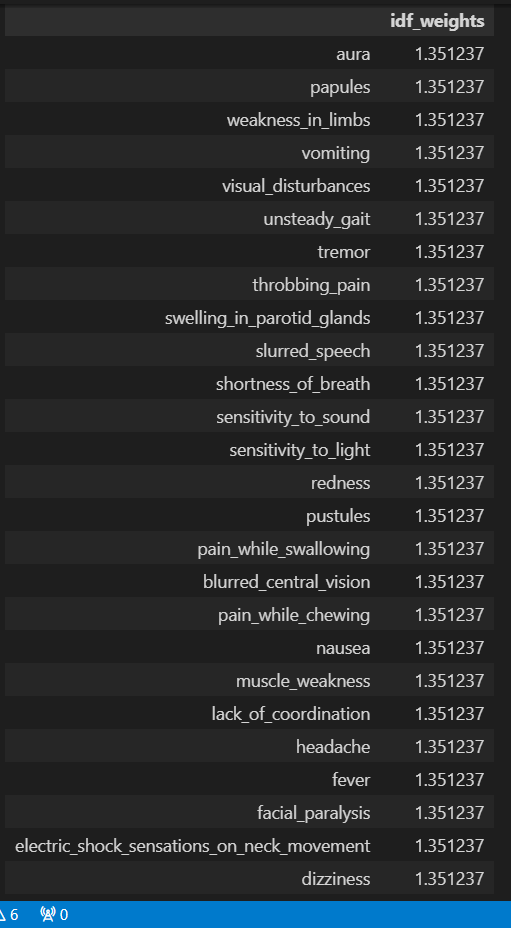 idf_weights
aura 1.351237
papules 1.351237
weakness_in_limbs 1.351237
vomiting 1.351237
visual_disturbances 1.351237
unsteady_gait 1.351237
tremor 1.351237
throbbing_pain 1.351237
swelling_in_parotid_glands 1.351237
slurred_speech 1.351237
shortness_of_breath 1.351237
sensitivity_to_sound 1.351237
sensitivity_to_light 1.351237
redness 1.351237
pustules 1.351237
pain_while_swallowing 1.351237
blurred_central_vision 1.351237
pain_while_chewing 1.351237
nausea 1.351237
muscle_weakness 1.351237
lack_of_coordination 1.351237
headache 1.351237
fever 1.351237
facial_paralysis 1.351237
electric_shock_sensations_on_neck_movement 1.351237
dizziness 1.351237
6 0